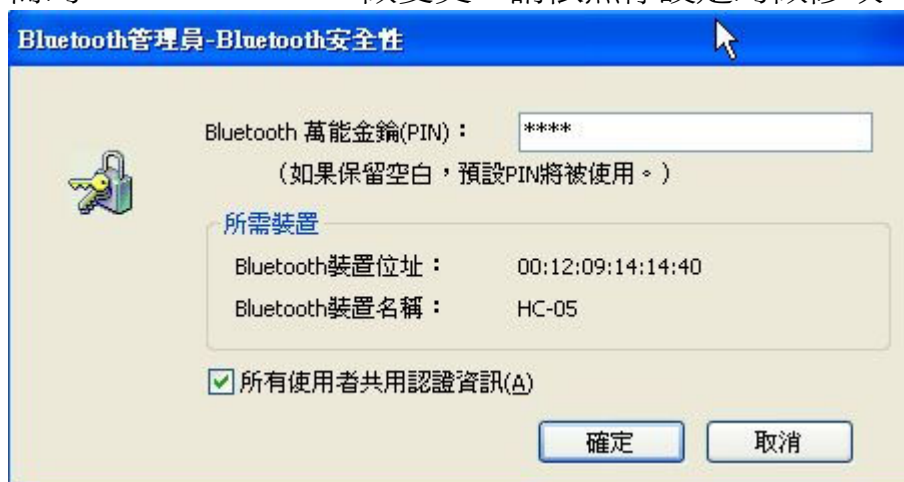 Bluetooth管理員-Bluetooth安全性
Bluetooth 萬能金鑰(PIN)： ****
（如果保留空白，預設PIN將被使用。）
所需裝置
Bluetooth裝置位址： 00:12:09:14:14:40
Bluetooth裝置名稱： HC-05
所有使用者共用認證資訊(A)
確定 取消